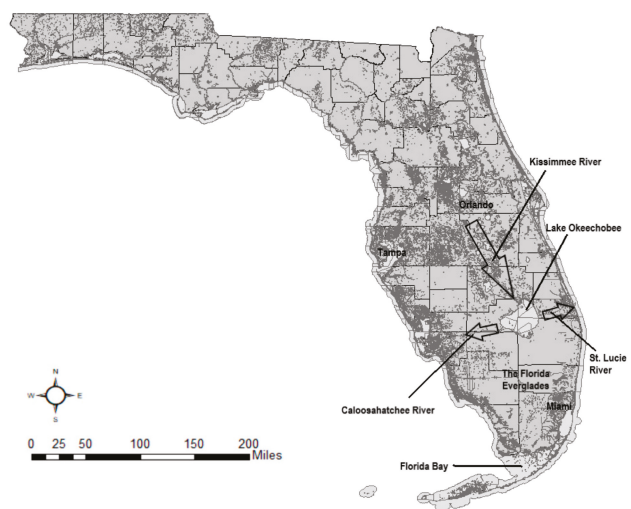 Kissimmee River
Orlando
Lake Okeechobee
Tampa
St. Lucie
River
The Florida
Everglades
Caloosahatchee River
Miami
Florida Bay
N
W E
S
0 25 50 100 150 200
Miles